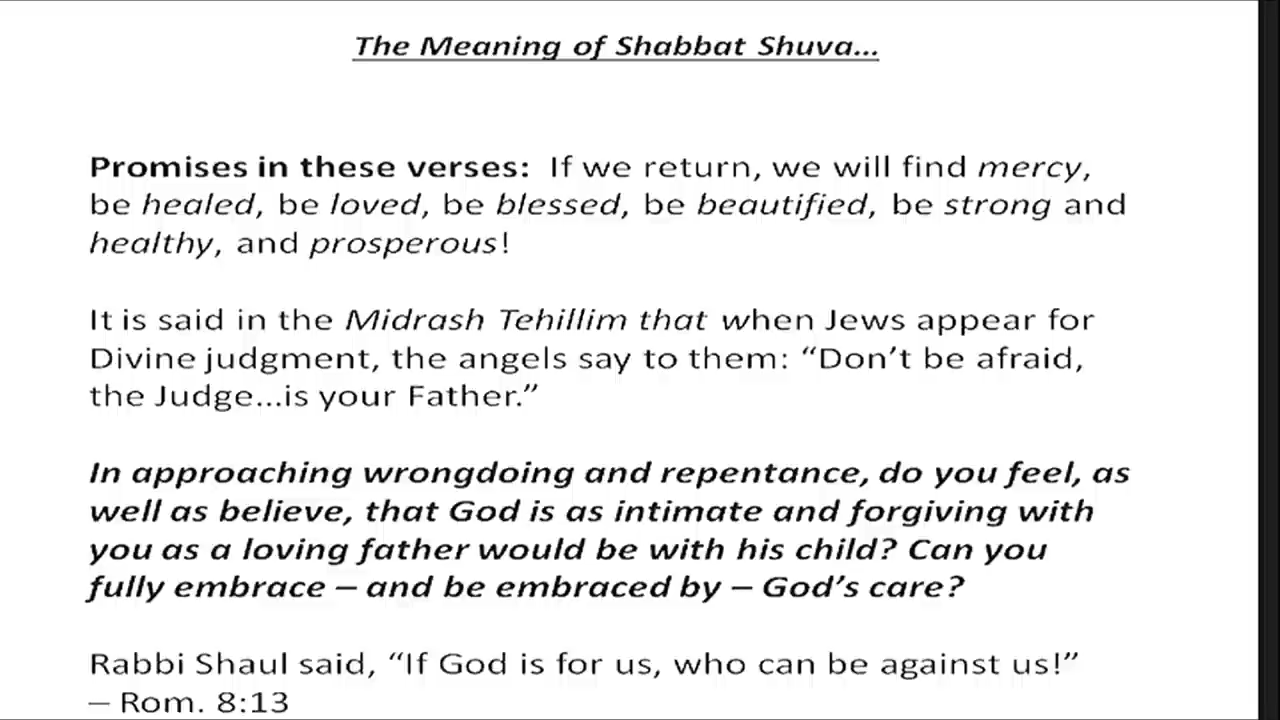 The Meaning of Shabbat Shuva...
Promises in these verses: If we return, we will find mercy,
be healed, be loved, be blessed, be beautified, be strong and
healthy, and prosperous!
It is said in the Midrash Tehillim that when Jews appear for
Divine judgment, the angels say to them: “Don’t be afraid,
the Judge...is your Father.”
In approaching wrongdoing and repentance, do you feel, as
well as believe, that God is as intimate and forgiving with
you as a loving father would be with his child? Can you
fully embrace – and be embraced by – God’s care?
Rabbi Shaul said, “If God is for us, who can be against us!”
– Rom. 8:13